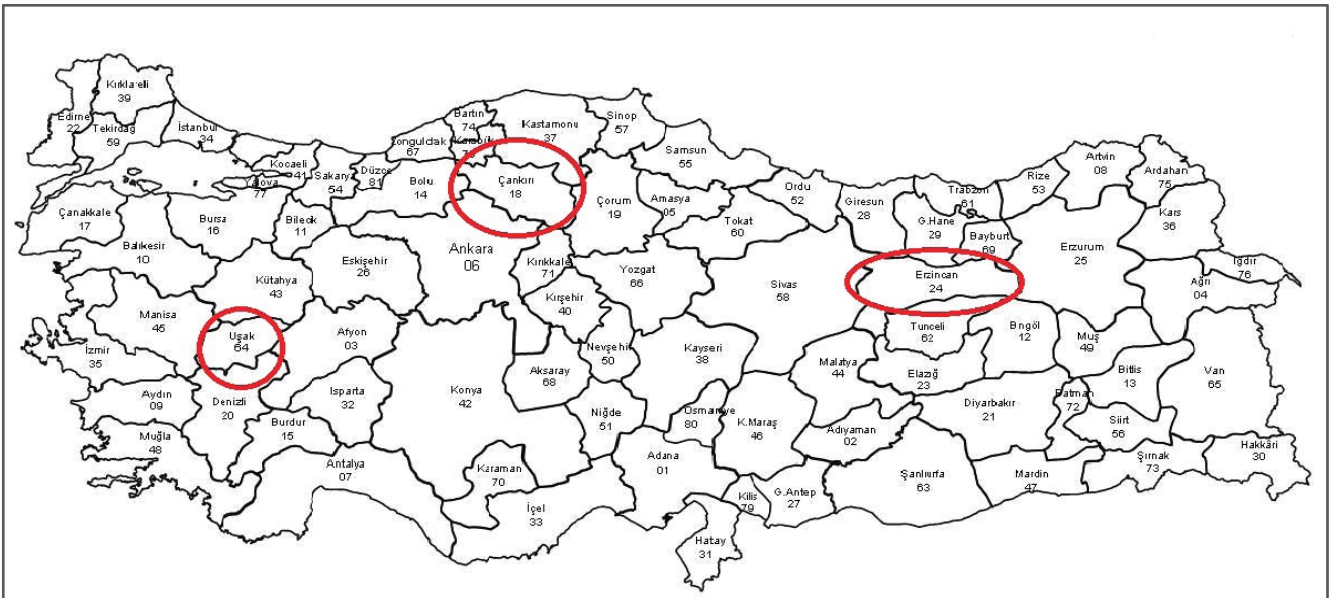 Kırklareli
39
Edirne
22
Tekirdağ
59
İstanbul
34
Kocaeli
41
Yalova
77
Sakary
54
Düzce
81
Zonguldak
67
Bartın
74
Karabük
Kastamonu
37
Sinop
57
Samsun
55
Çankırı
18
Bolu
14
Çorum
19
Amasya
05
Ordu
52
Tokat
60
Giresun
28
G.Hane
29
Trabzon
61
Bayburt
69
Rize
53
Artvin
08
Ardahan
75
Kars
36
Iğdır
76
Ağrı
04
Erzurum
25
Erzincan
24
Çanakkale
17
Balıkesir
10
Bursa
16
Bilecik
11
Kütahya
43
Eskişehir
26
Ankara
06
Kırıkkale
71
Kırşehir
40
Yozgat
66
Sivas
58
Tunceli
62
Bingöl
12
Muş
49
Bitlis
13
Van
65
Manisa
45
Uşak
64
Afyon
03
İzmir
35
Aydın
09
Denizli
20
Muğla
48
Burdur
15
Isparta
32
Antalya
07
Konya
42
Aksaray
68
Nevşehir
50
Niğde
51
Kayseri
38
Karaman
70
İçel
33
Adana
01
Osmaniye
80
K.Maraş
46
Malatya
44
Elazığ
23
Adıyaman
02
Diyarbakır
21
Batman
72
Siirt
56
Şırnak
73
Hakkâri
30
Mardin
47
Şanlıurfa
63
G.Antep
27
Kilis
79
Hatay
31